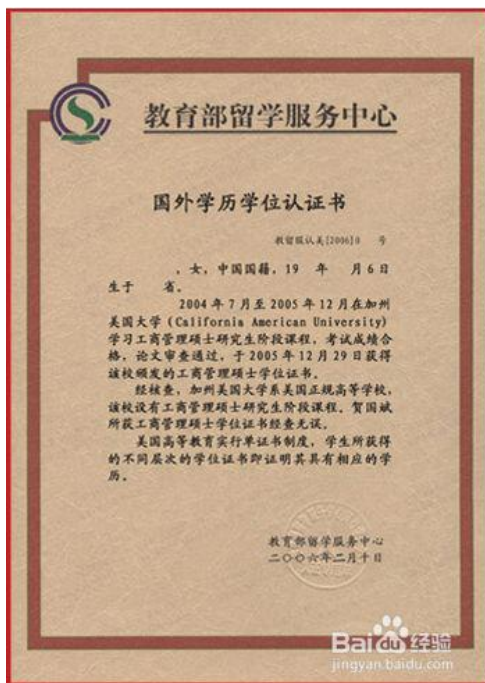 教育部留学服务中心
国外学历学位认证书
教留服认美[2006]0 号
，女，中国国籍，19 年 月6日
生于 省。
2004年7月至2005年12月在加州
美国大学（California American University)
学习工商管理硕士研究生阶段课程，考试成绩合
格，论文审查通过，于2005年12月29日获得
该校颁发的工商管理硕士学位证书。
经核查，加州美国大学系美国正规高等学校，
该校设有工商管理硕士研究生阶段课程。贺国斌
所获工商管理硕士学位证书经查无误。
美国高等教育实行单证书制度，学生所获得
的不同层次的学位证书即证明其具有相应的学
历。
教育部留学服务中心
二〇〇六年二月十日
Baidu经验
jingyan.baidu.com